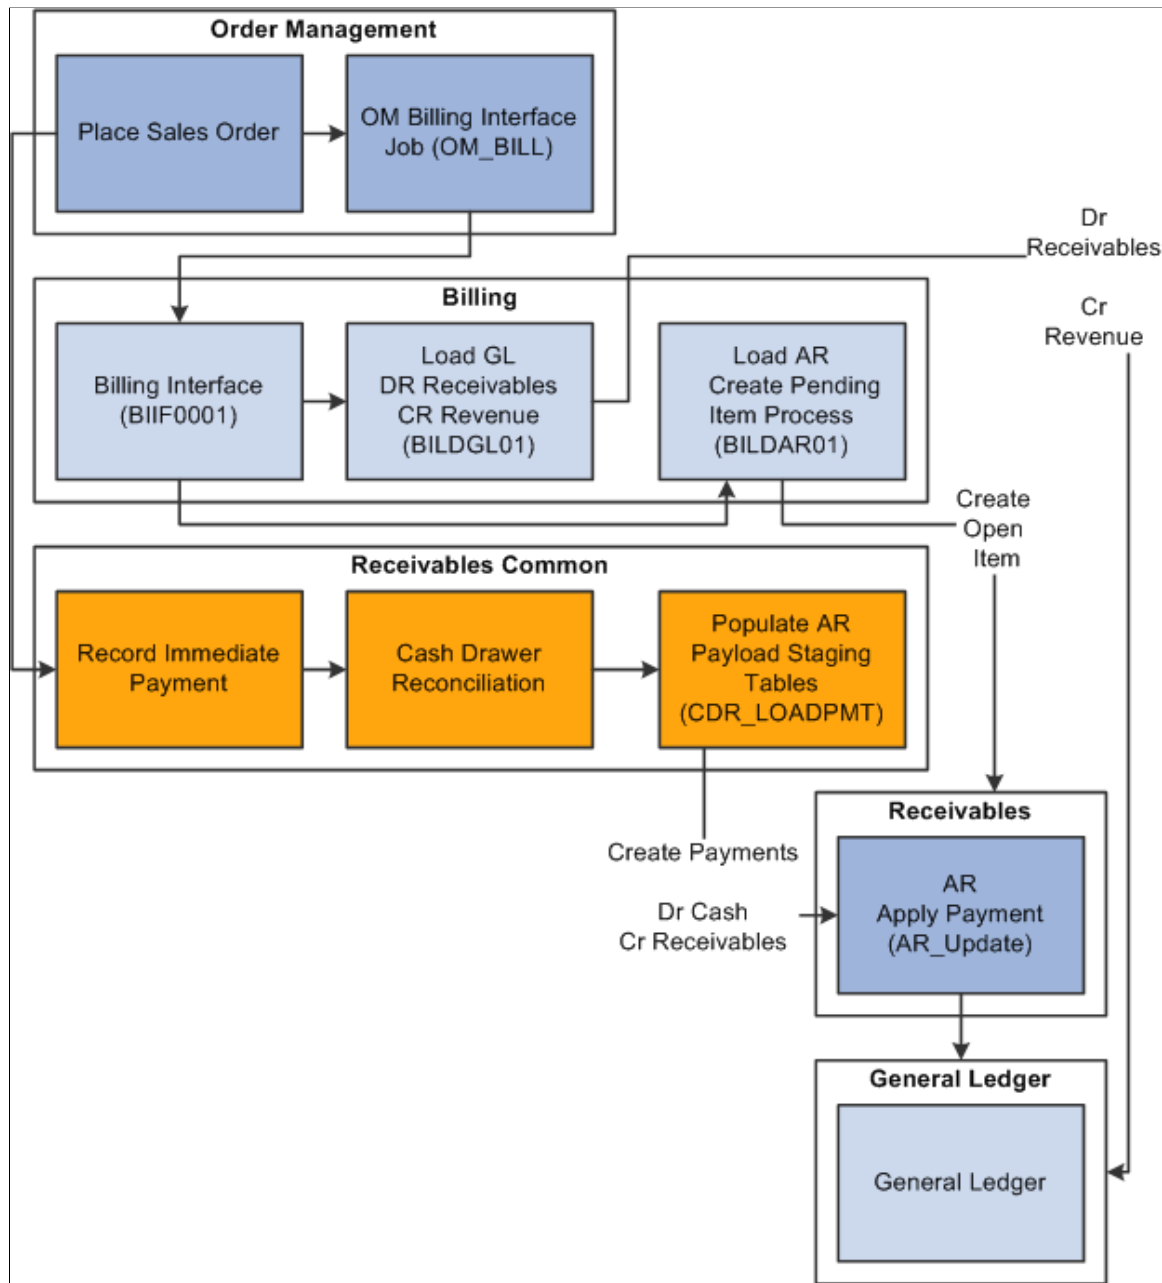 Order Management
Place Sales Order
OM Billing Interface
Job (OM_BILL)
Dr
Receivables
Cr
Revenue
Billing
Billing Interface
(BIIF0001)
Load GL
DR Receivables
CR Revenue
(BILDGL01)
Load AR
Create Pending
Item Process
(BILDAR01)
Create
Open
Item
Receivables Common
Record Immediate
Payment
Cash Drawer
Reconciliation
Populate AR
Payload Staging
Tables
(CDR_LOADPMT)
Create Payments
Dr Cash
Cr Receivables
Receivables
AR
Apply Payment
(AR_Update)
General Ledger
General Ledger